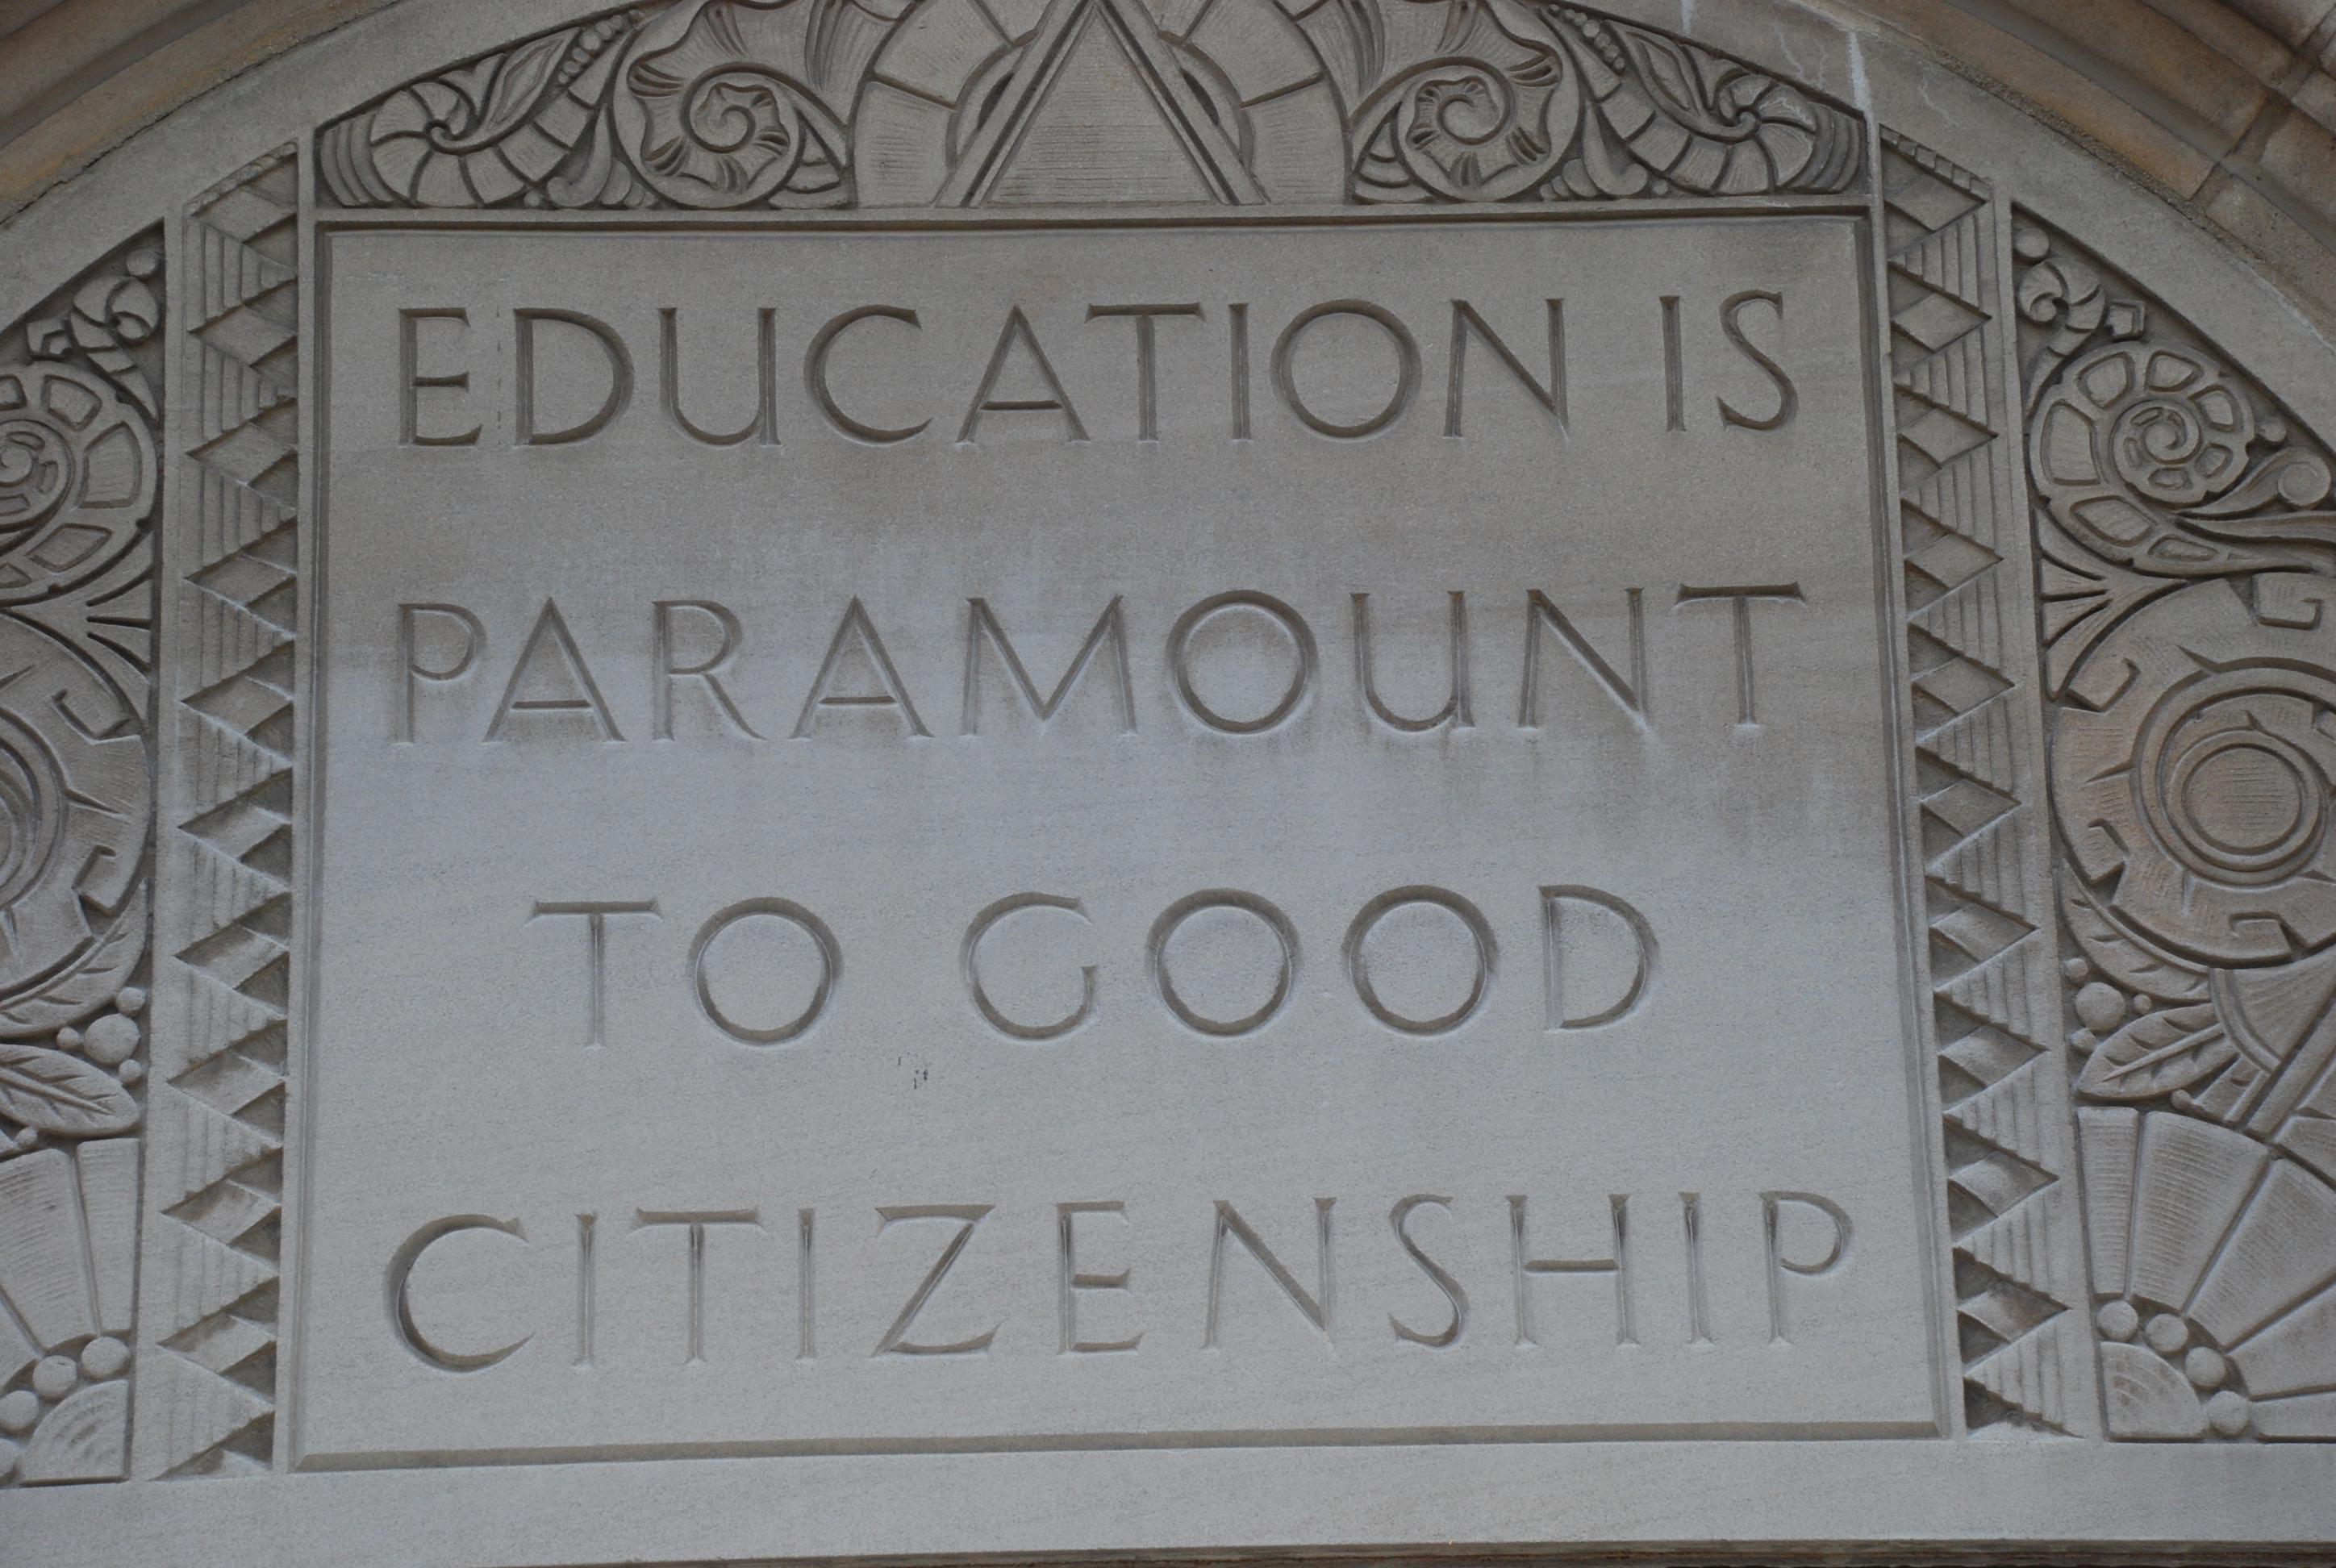 EDUCATION IS
PARAMOUNT
TO GOOD
CITIZENSHIP